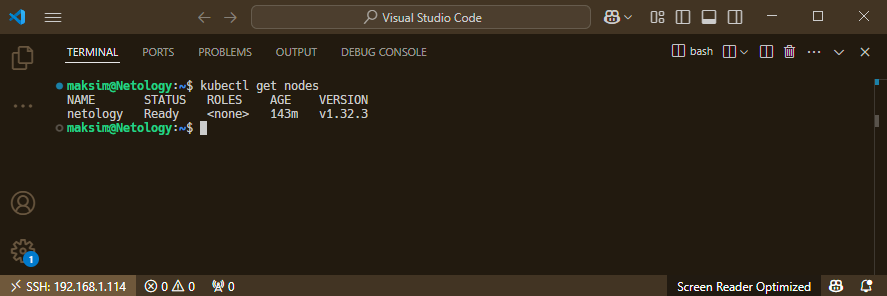 Visual Studio Code
TERMINAL PORTS PROBLEMS OUTPUT DEBUG CONSOLE bash
maksim@Netology:~$ kubectl get nodes
NAME STATUS ROLES AGE VERSION
netology Ready <none> 143m v1.32.3
maksim@Netology:~$
1
SSH: 192.168.1.114 0 0 0 Screen Reader Optimized